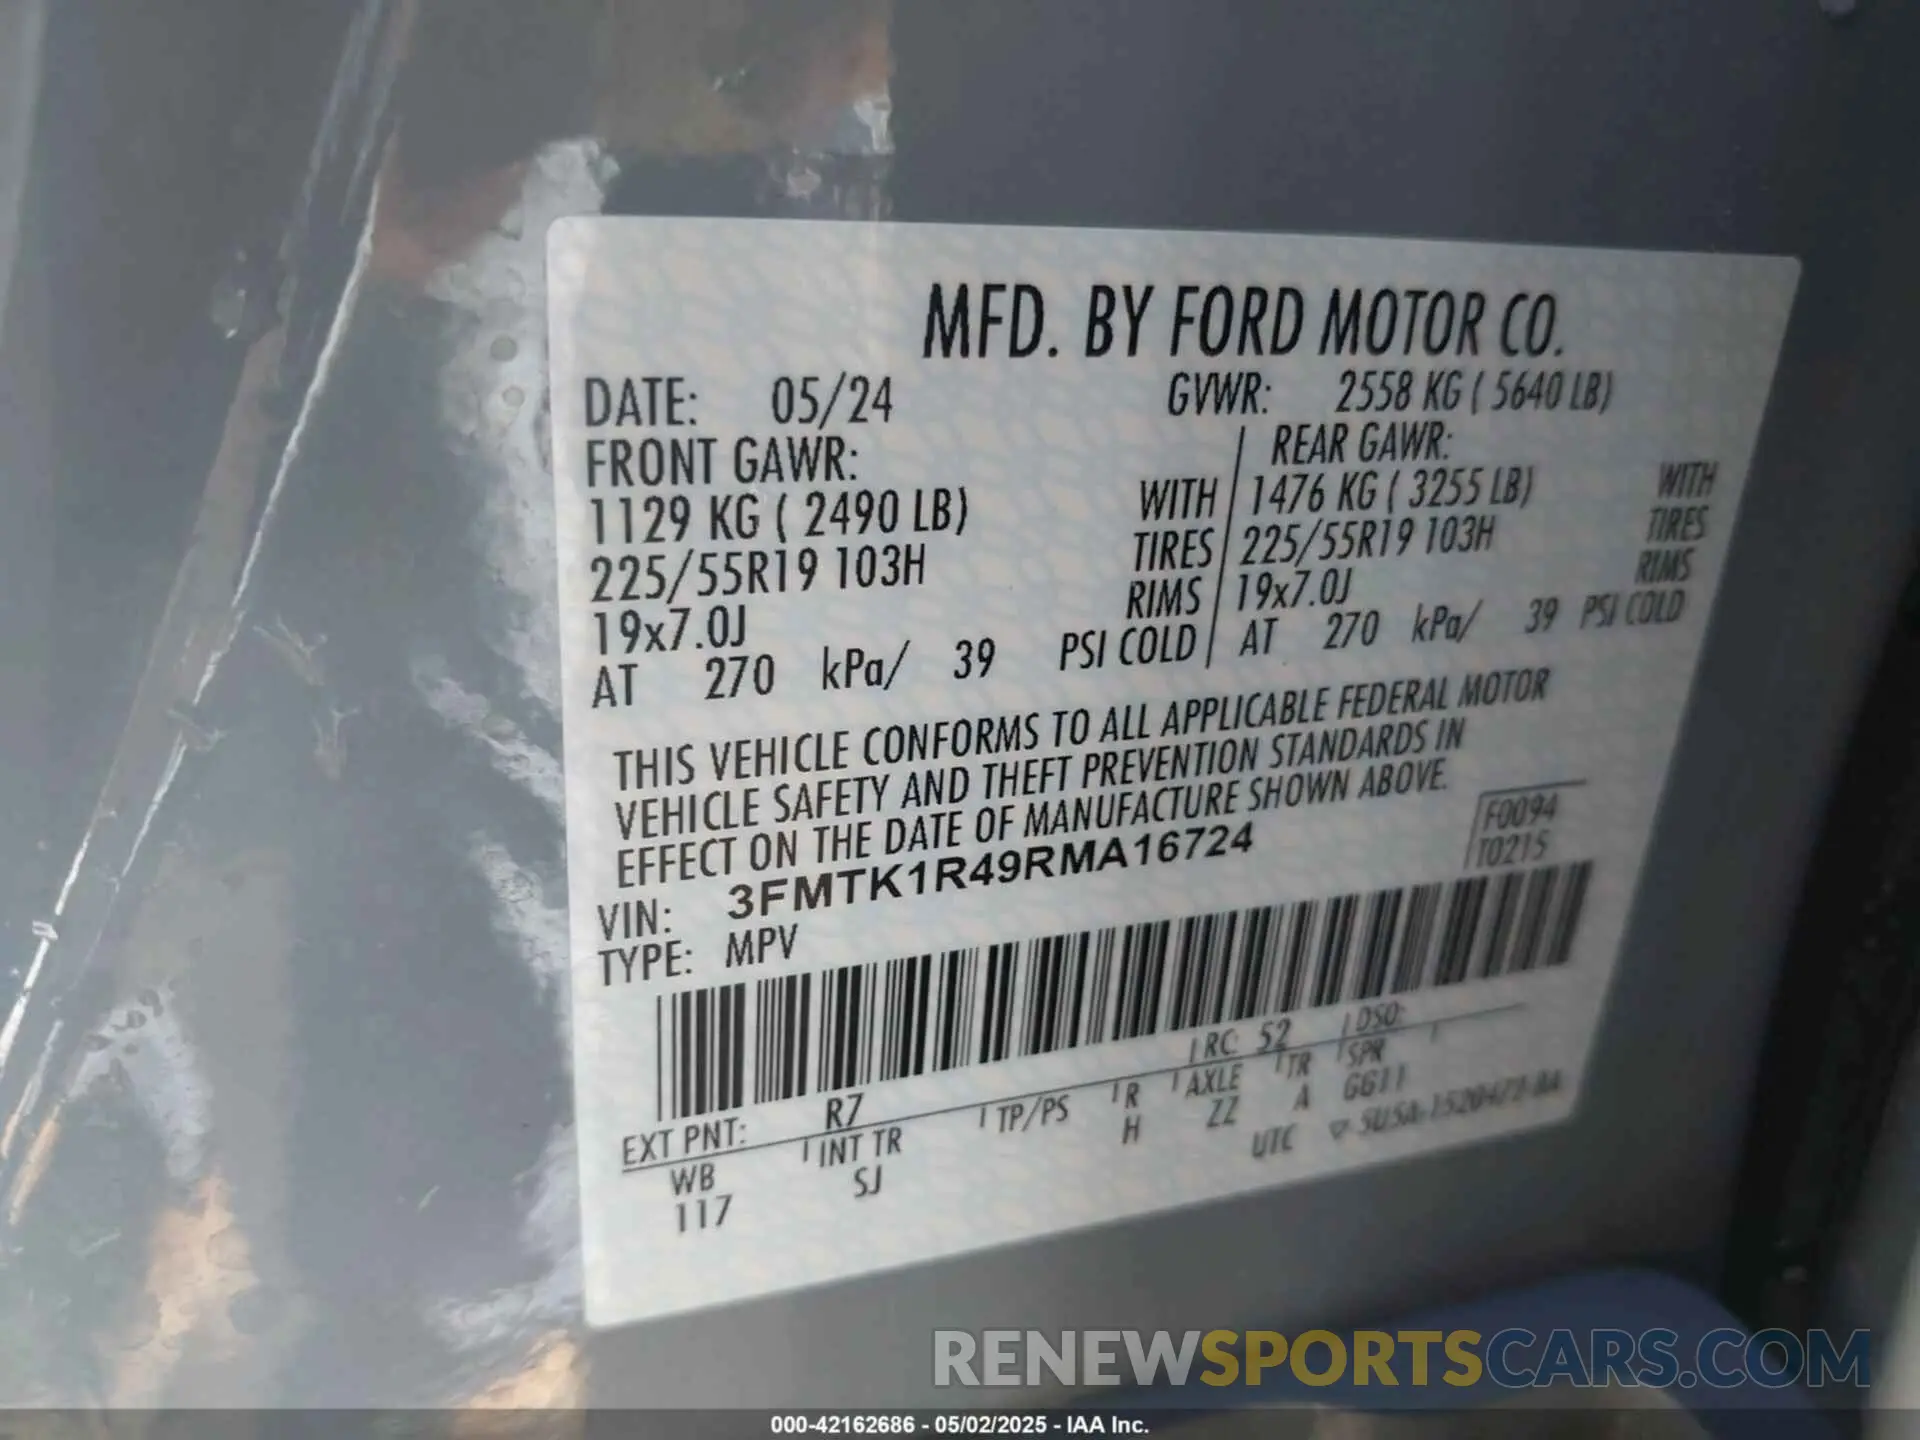 MFD. BY FORD MOTOR CO.
DATE: 05/24 GVWR: 2558 KG ( 5640 LB)
FRONT GAWR: REAR GAWR:
1129 KG ( 2490 LB) WITH 1476 KG ( 3255 LB) WITH
225/55R19 103H TIRES 225/55R19 103H TIRES
19x7.0J RIMS 19x7.0J RIMS
AT 270 kPa/ 39 PSI COLD AT 270 kPa/ 39 PSI COLD
THIS VEHICLE CONFORMS TO ALL APPLICABLE FEDERAL MOTOR
VEHICLE SAFETY AND THEFT PREVENTION STANDARDS IN
EFFECT ON THE DATE OF MANUFACTURE SHOWN ABOVE.
F0094
T0215
VIN: 3FMTK1R49RMA16724
TYPE: MPV
EXT PNT: R7 RC: 52 DSO:
WB INT TR TP/PS R AXLE TR SPR
117 SJ H ZZ A GG11
UTC
RENEWSPORTSCARS.COM
000-42162686 - 05/02/2025 - IAA Inc.